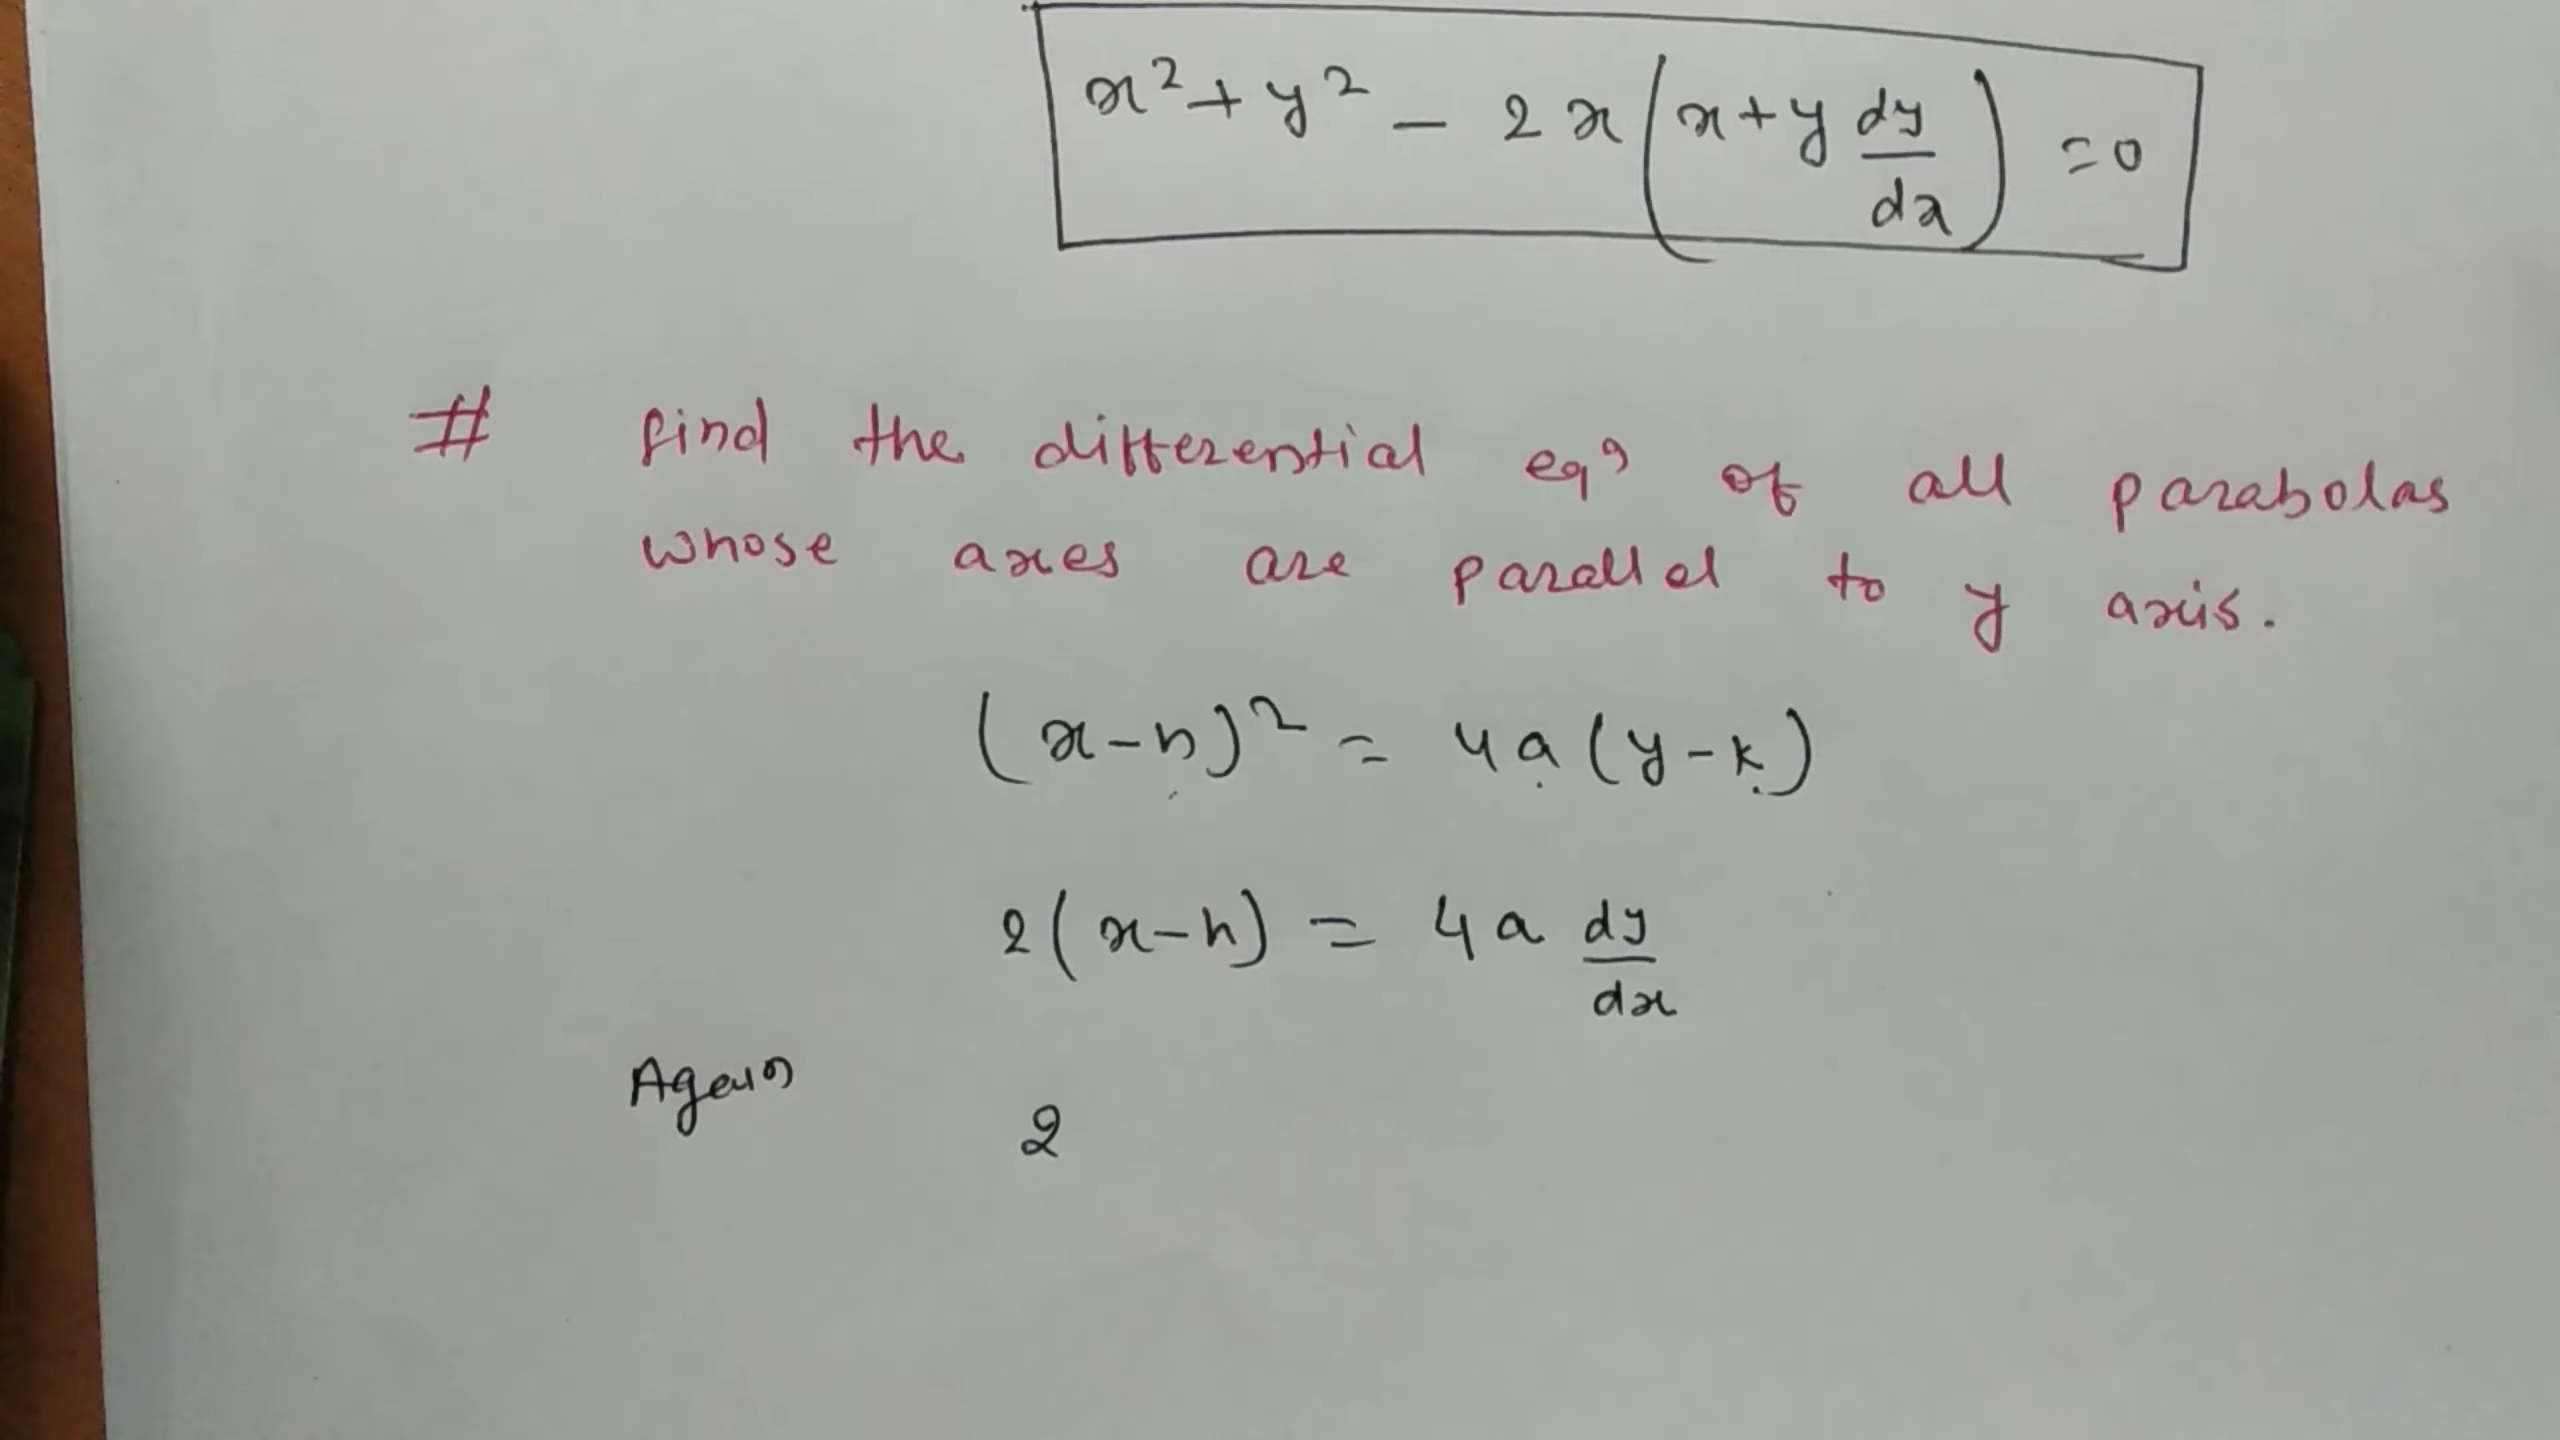 x² + y² - 2x(x + y dy/dx) = 0
# find the differential eqn of all parabolas
whose axes are parallel to y axis.
(x-h)² = 4a(y-k)
2(x-h) = 4a dy/dx
Again
2